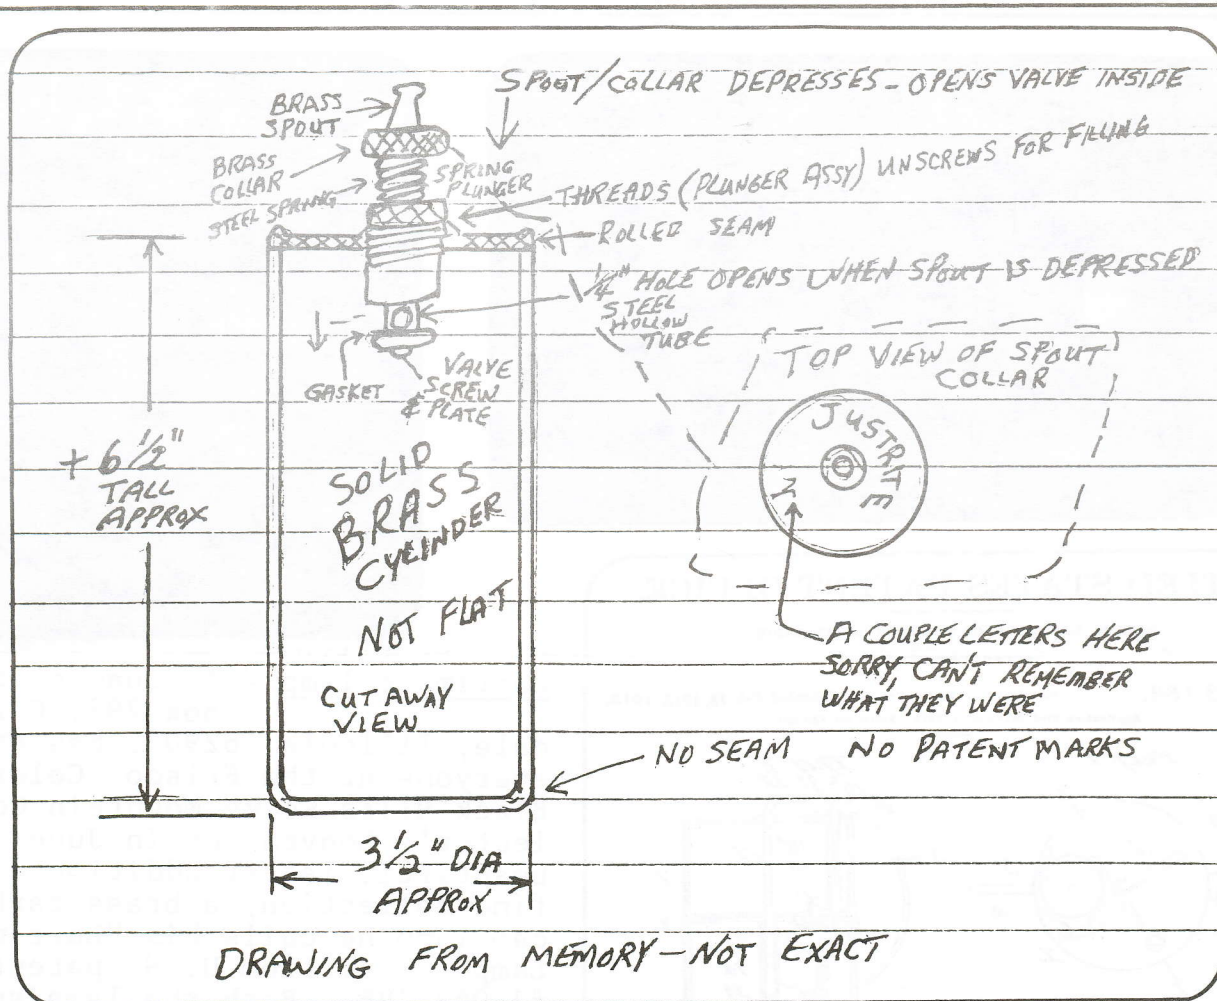 SPOUT/COLLAR DEPRESSES - OPENS VALVE INSIDE
BRASS
SPOUT
BRASS
COLLAR
STEEL SPRING
SPRING
PLUNGER
THREADS (PLUNGER ASSY) UNSCREWS FOR FILLING
ROLLED SEAM
1/4" HOLE OPENS WHEN SPOUT IS DEPRESSED
STEEL
HOLLOW
TUBE
GASKET
VALVE
SCREW
& PLATE
TOP VIEW OF SPOUT
COLLAR
JUSTRITE
+ 6 1/2"
TALL
APPROX
SOLID
BRASS
CYLINDER
NOT FLAT
CUT AWAY
VIEW
A COUPLE LETTERS HERE
SORRY, CAN'T REMEMBER
WHAT THEY WERE
NO SEAM NO PATENT MARKS
3 1/2" DIA
APPROX
DRAWING FROM MEMORY - NOT EXACT